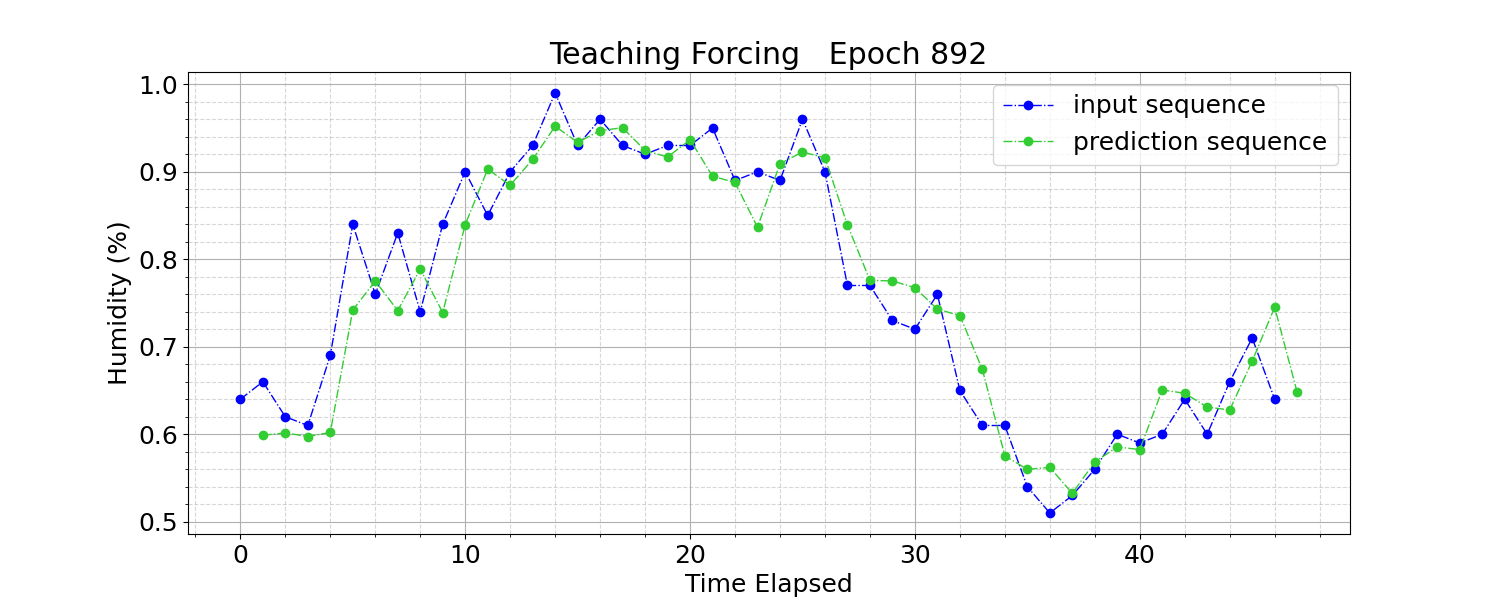 Teaching Forcing   Epoch 892
input sequence
prediction sequence
Humidity (%)
1.0
0.9
0.8
0.7
0.6
0.5
0
10
20
30
40
Time Elapsed